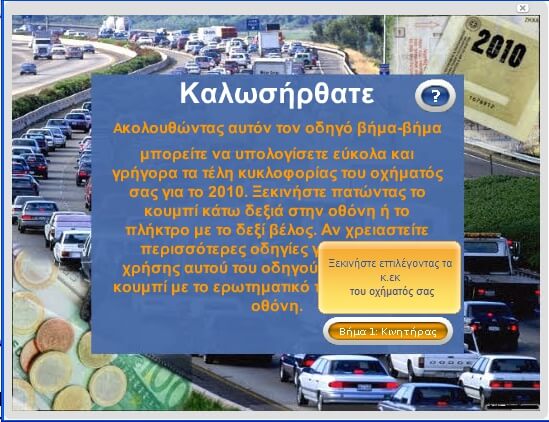 2010
Καλωσήρθατε
?
Ακολουθώντας αυτόν τον οδηγό βήμα-βήμα
μπορείτε να υπολογίσετε εύκολα και
γρήγορα τα τέλη κυκλοφορίας του οχήματός
σας για το 2010. Ξεκινήστε πατώντας το
κουμπί κάτω δεξιά στην οθόνη ή το
πλήκτρο με το δεξί βέλος. Αν χρειαστείτε
περισσότερες οδηγίες
χρήσης αυτού του οδηγού
κουμπί με το ερωτηματικό
οθόνη.
Ξεκινήστε επιλέγοντας τα
κ.εκ
του οχήματός σας
Βήμα 1: Κινητήρας